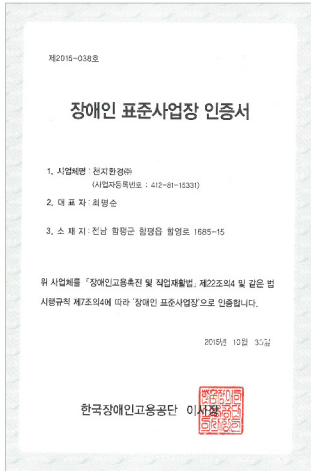 제2015-038호
장애인 표준사업장 인증서
1. 사업체명 : 천지환경㈜
(사업자등록번호 : 412-81-15331)
2. 대 표 자 : 최명순
3. 소 재 지 : 전남 함평군 함평읍 함영로 1685-15
위 사업체를 「장애인고용촉진 및 직업재활법」 제22조의4 및 같은 법
시행규칙 제7조의4에 따라 '장애인 표준사업장'으로 인증합니다.
2015년 10월 30일
한국장애인고용공단 이사장